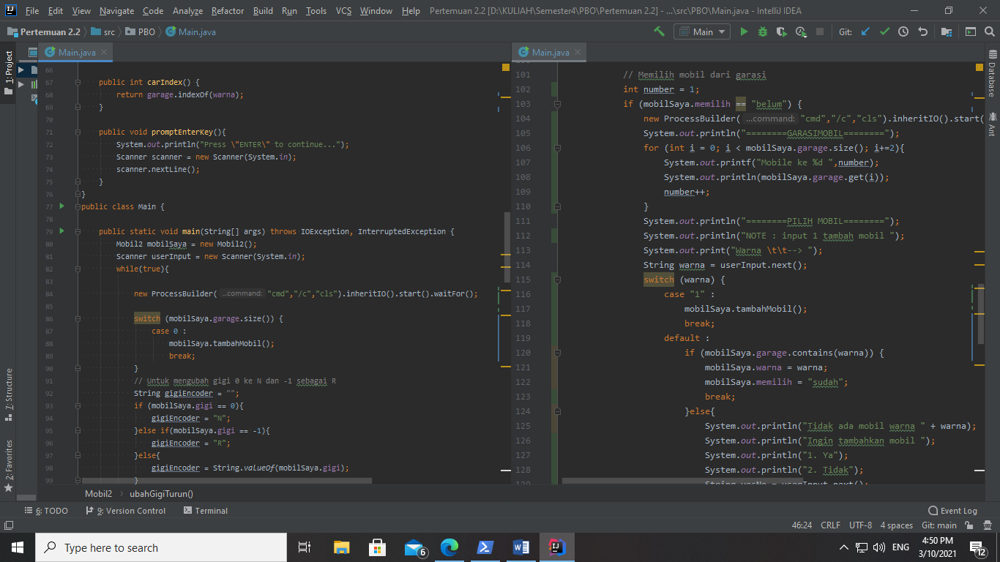 File Edit View Navigate Code Analyze Refactor Build Run Tools VCS Window Help Pertemuan 2.2 [D:\KULIAH\Semester4\PBO\Pertemuan 2.2] - ...\src\PBO\Main.java - IntelliJ IDEA
Pertemuan 2.2 src PBO Main.java Main Git:
1: Project
7: Structure
2: Favorites
Main.java
66
67 public int carIndex() {
68 return garage.indexOf(warna);
69 }
70
71 public void promptEnterKey(){
72 System.out.println("Press \"ENTER\" to continue...");
73 Scanner scanner = new Scanner(System.in);
74 scanner.nextLine();
75 }
76 }
77 public class Main {
78
79 public static void main(String[] args) throws IOException, InterruptedException {
80 Mobil2 mobilSaya = new Mobil2();
81 Scanner userInput = new Scanner(System.in);
82 while(true){
83
84 new ProcessBuilder( ...command: "cmd","/c","cls").inheritIO().start().waitFor();
85
86 switch (mobilSaya.garage.size()) {
87 case 0 :
88 mobilSaya.tambahMobil();
89 break;
90 }
91 // Untuk mengubah gigi 0 ke N dan -1 sebagai R
92 String gigiEncoder = "";
93 if (mobilSaya.gigi == 0){
94 gigiEncoder = "N";
95 }else if(mobilSaya.gigi == -1){
96 gigiEncoder = "R";
97 }else{
98 gigiEncoder = String.valueOf(mobilSaya.gigi);
99 }
Main.java
101 // Memilih mobil dari garasi
102 int number = 1;
103 if (mobilSaya.memilih == "belum") {
104 new ProcessBuilder( ...command: "cmd","/c","cls").inheritIO().start(
105 System.out.println("========GARASIMOBIL========");
106 for (int i = 0; i < mobilSaya.garage.size(); i+=2){
107 System.out.printf("Mobile ke %d ",number);
108 System.out.println(mobilSaya.garage.get(i));
109 number++;
110 }
111 System.out.println("========PILIH MOBIL========");
112 System.out.println("NOTE : input 1 tambah mobil ");
113 System.out.print("Warna \t\t--> ");
114 String warna = userInput.next();
115 switch (warna) {
116 case "1" :
117 mobilSaya.tambahMobil();
118 break;
119 default :
120 if (mobilSaya.garage.contains(warna)) {
121 mobilSaya.warna = warna;
122 mobilSaya.memilih = "sudah";
123 break;
124 }else{
125 System.out.println("Tidak ada mobil warna " + warna);
126 System.out.println("Ingin tambahkan mobil ");
127 System.out.println("1. Ya");
128 System.out.println("2. Tidak");
129 String yesNo = userInput.next();
Database
Ant
Mobil2 ubahGigiTurun()
6: TODO 9: Version Control Terminal Event Log
46:24 CRLF UTF-8 4 spaces Git: main
Type here to search 6 ENG 4:50 PM 12
3/10/2021